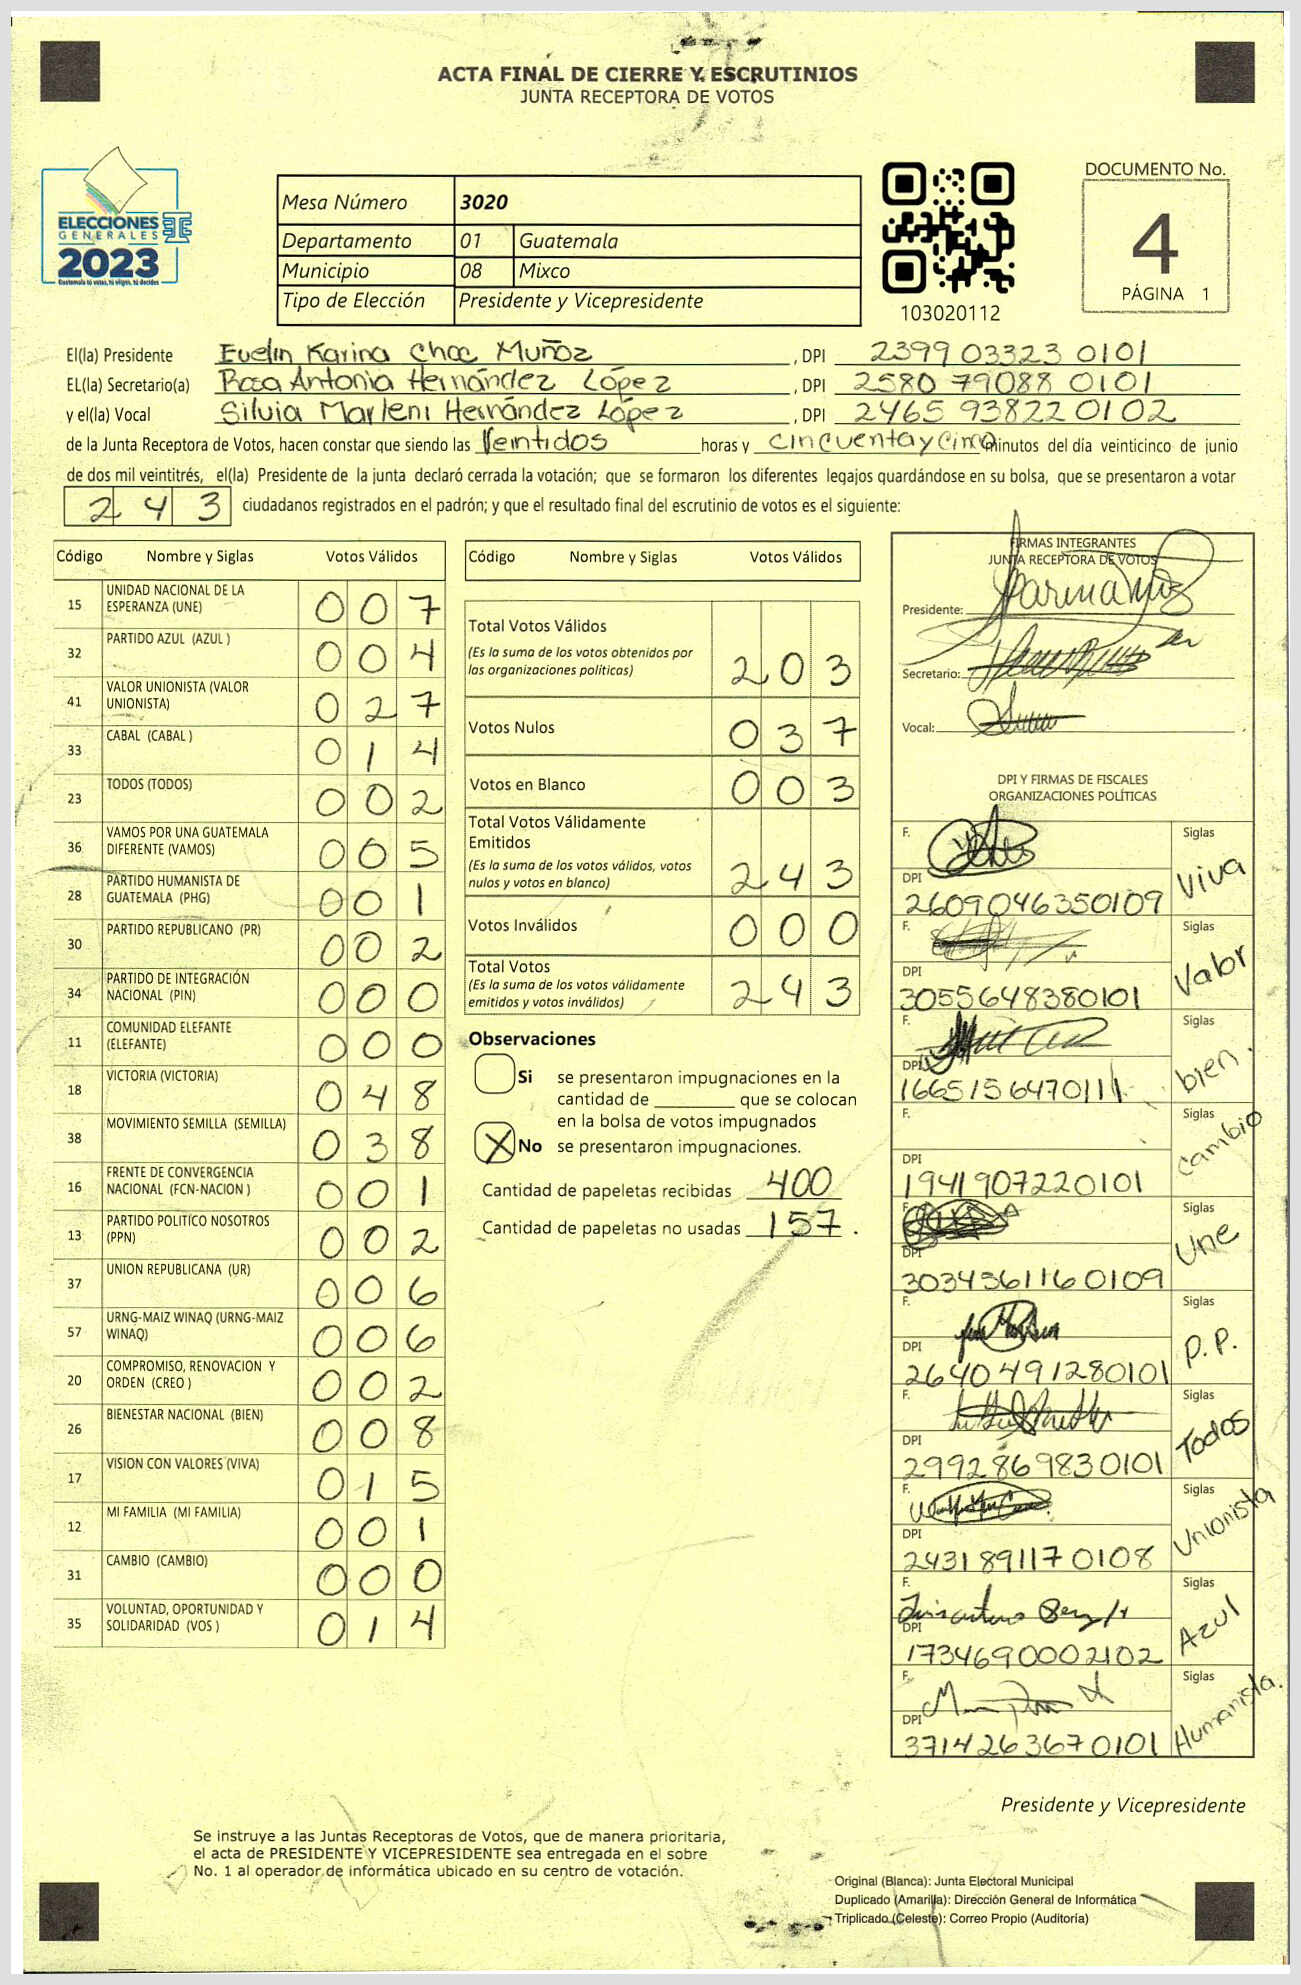 ACTA FINAL DE CIERRE Y ESCRUTINIOS
JUNTA RECEPTORA DE VOTOS
ELECCIONES
GENERALES
2023
Guatemala tú votas, tú eliges, tú decides
Mesa Número 3020
Departamento 01 Guatemala
Municipio 08 Mixco
Tipo de Elección Presidente y Vicepresidente
103020112
DOCUMENTO No.
4
PÁGINA 1
El(la) Presidente Evelin Karina Choc Muñoz , DPI 2399 03323 0101
EL(la) Secretario(a) Rosa Antonia Hernández López , DPI 2580 79088 0101
y el(la) Vocal Silvia Marleni Hernández López , DPI 2465 93822 0102
de la Junta Receptora de Votos, hacen constar que siendo las Veintidos horas y cincuenta y cinco minutos del día veinticinco de junio
de dos mil veintitrés, el(la) Presidente de la junta declaró cerrada la votación; que se formaron los diferentes legajos guardándose en su bolsa, que se presentaron a votar
243 ciudadanos registrados en el padrón; y que el resultado final del escrutinio de votos es el siguiente:
Código Nombre y Siglas Votos Válidos
15 UNIDAD NACIONAL DE LA
ESPERANZA (UNE) 007
32 PARTIDO AZUL (AZUL ) 004
41 VALOR UNIONISTA (VALOR
UNIONISTA) 027
33 CABAL (CABAL ) 014
23 TODOS (TODOS) 002
36 VAMOS POR UNA GUATEMALA
DIFERENTE (VAMOS) 005
28 PARTIDO HUMANISTA DE
GUATEMALA (PHG) 001
30 PARTIDO REPUBLICANO (PR) 002
34 PARTIDO DE INTEGRACIÓN
NACIONAL (PIN) 000
11 COMUNIDAD ELEFANTE
(ELEFANTE) 000
18 VICTORIA (VICTORIA) 048
38 MOVIMIENTO SEMILLA (SEMILLA) 038
16 FRENTE DE CONVERGENCIA
NACIONAL (FCN-NACION ) 001
13 PARTIDO POLITICO NOSOTROS
(PPN) 002
37 UNION REPUBLICANA (UR) 006
57 URNG-MAIZ WINAQ (URNG-MAIZ
WINAQ) 006
20 COMPROMISO, RENOVACION Y
ORDEN (CREO ) 002
26 BIENESTAR NACIONAL (BIEN) 008
17 VISION CON VALORES (VIVA) 015
12 MI FAMILIA (MI FAMILIA) 001
31 CAMBIO (CAMBIO) 000
35 VOLUNTAD, OPORTUNIDAD Y
SOLIDARIDAD (VOS ) 014
Código Nombre y Siglas Votos Válidos
Total Votos Válidos
(Es la suma de los votos obtenidos por
las organizaciones políticas) 203
Votos Nulos 037
Votos en Blanco 003
Total Votos Válidamente
Emitidos
(Es la suma de los votos válidos, votos
nulos y votos en blanco) 243
Votos Inválidos 000
Total Votos
(Es la suma de los votos válidamente
emitidos y votos inválidos) 243
Observaciones
Si se presentaron impugnaciones en la
cantidad de ________ que se colocan
en la bolsa de votos impugnados
X No se presentaron impugnaciones.
Cantidad de papeletas recibidas 400
Cantidad de papeletas no usadas 157 .
FIRMAS INTEGRANTES
JUNTA RECEPTORA DE VOTOS
Presidente:
Secretario:
Vocal:
DPI Y FIRMAS DE FISCALES
ORGANIZACIONES POLÍTICAS
F. Siglas
DPI Viva
2609046350109
F. Siglas
DPI Valor
3055648380101
F. Siglas
DPI bien.
1665156470111
F. Siglas
DPI cambio
1941907220101
F. Siglas
DPI Une
3034561160109
F. Siglas
DPI P.P.
2640491280101
F. Siglas
DPI Todos
2992869830101
F. Siglas
DPI Unionista
2431891170108
F. Siglas
DPI Azul
1734690002102
F. Siglas
DPI Humanista.
3714263670101
Presidente y Vicepresidente
Se instruye a las Juntas Receptoras de Votos, que de manera prioritaria,
el acta de PRESIDENTE Y VICEPRESIDENTE sea entregada en el sobre
No. 1 al operador de informática ubicado en su centro de votación.
Original (Blanca): Junta Electoral Municipal
Duplicado (Amarilla): Dirección General de Informática
Triplicado (Celeste): Correo Propio (Auditoría)